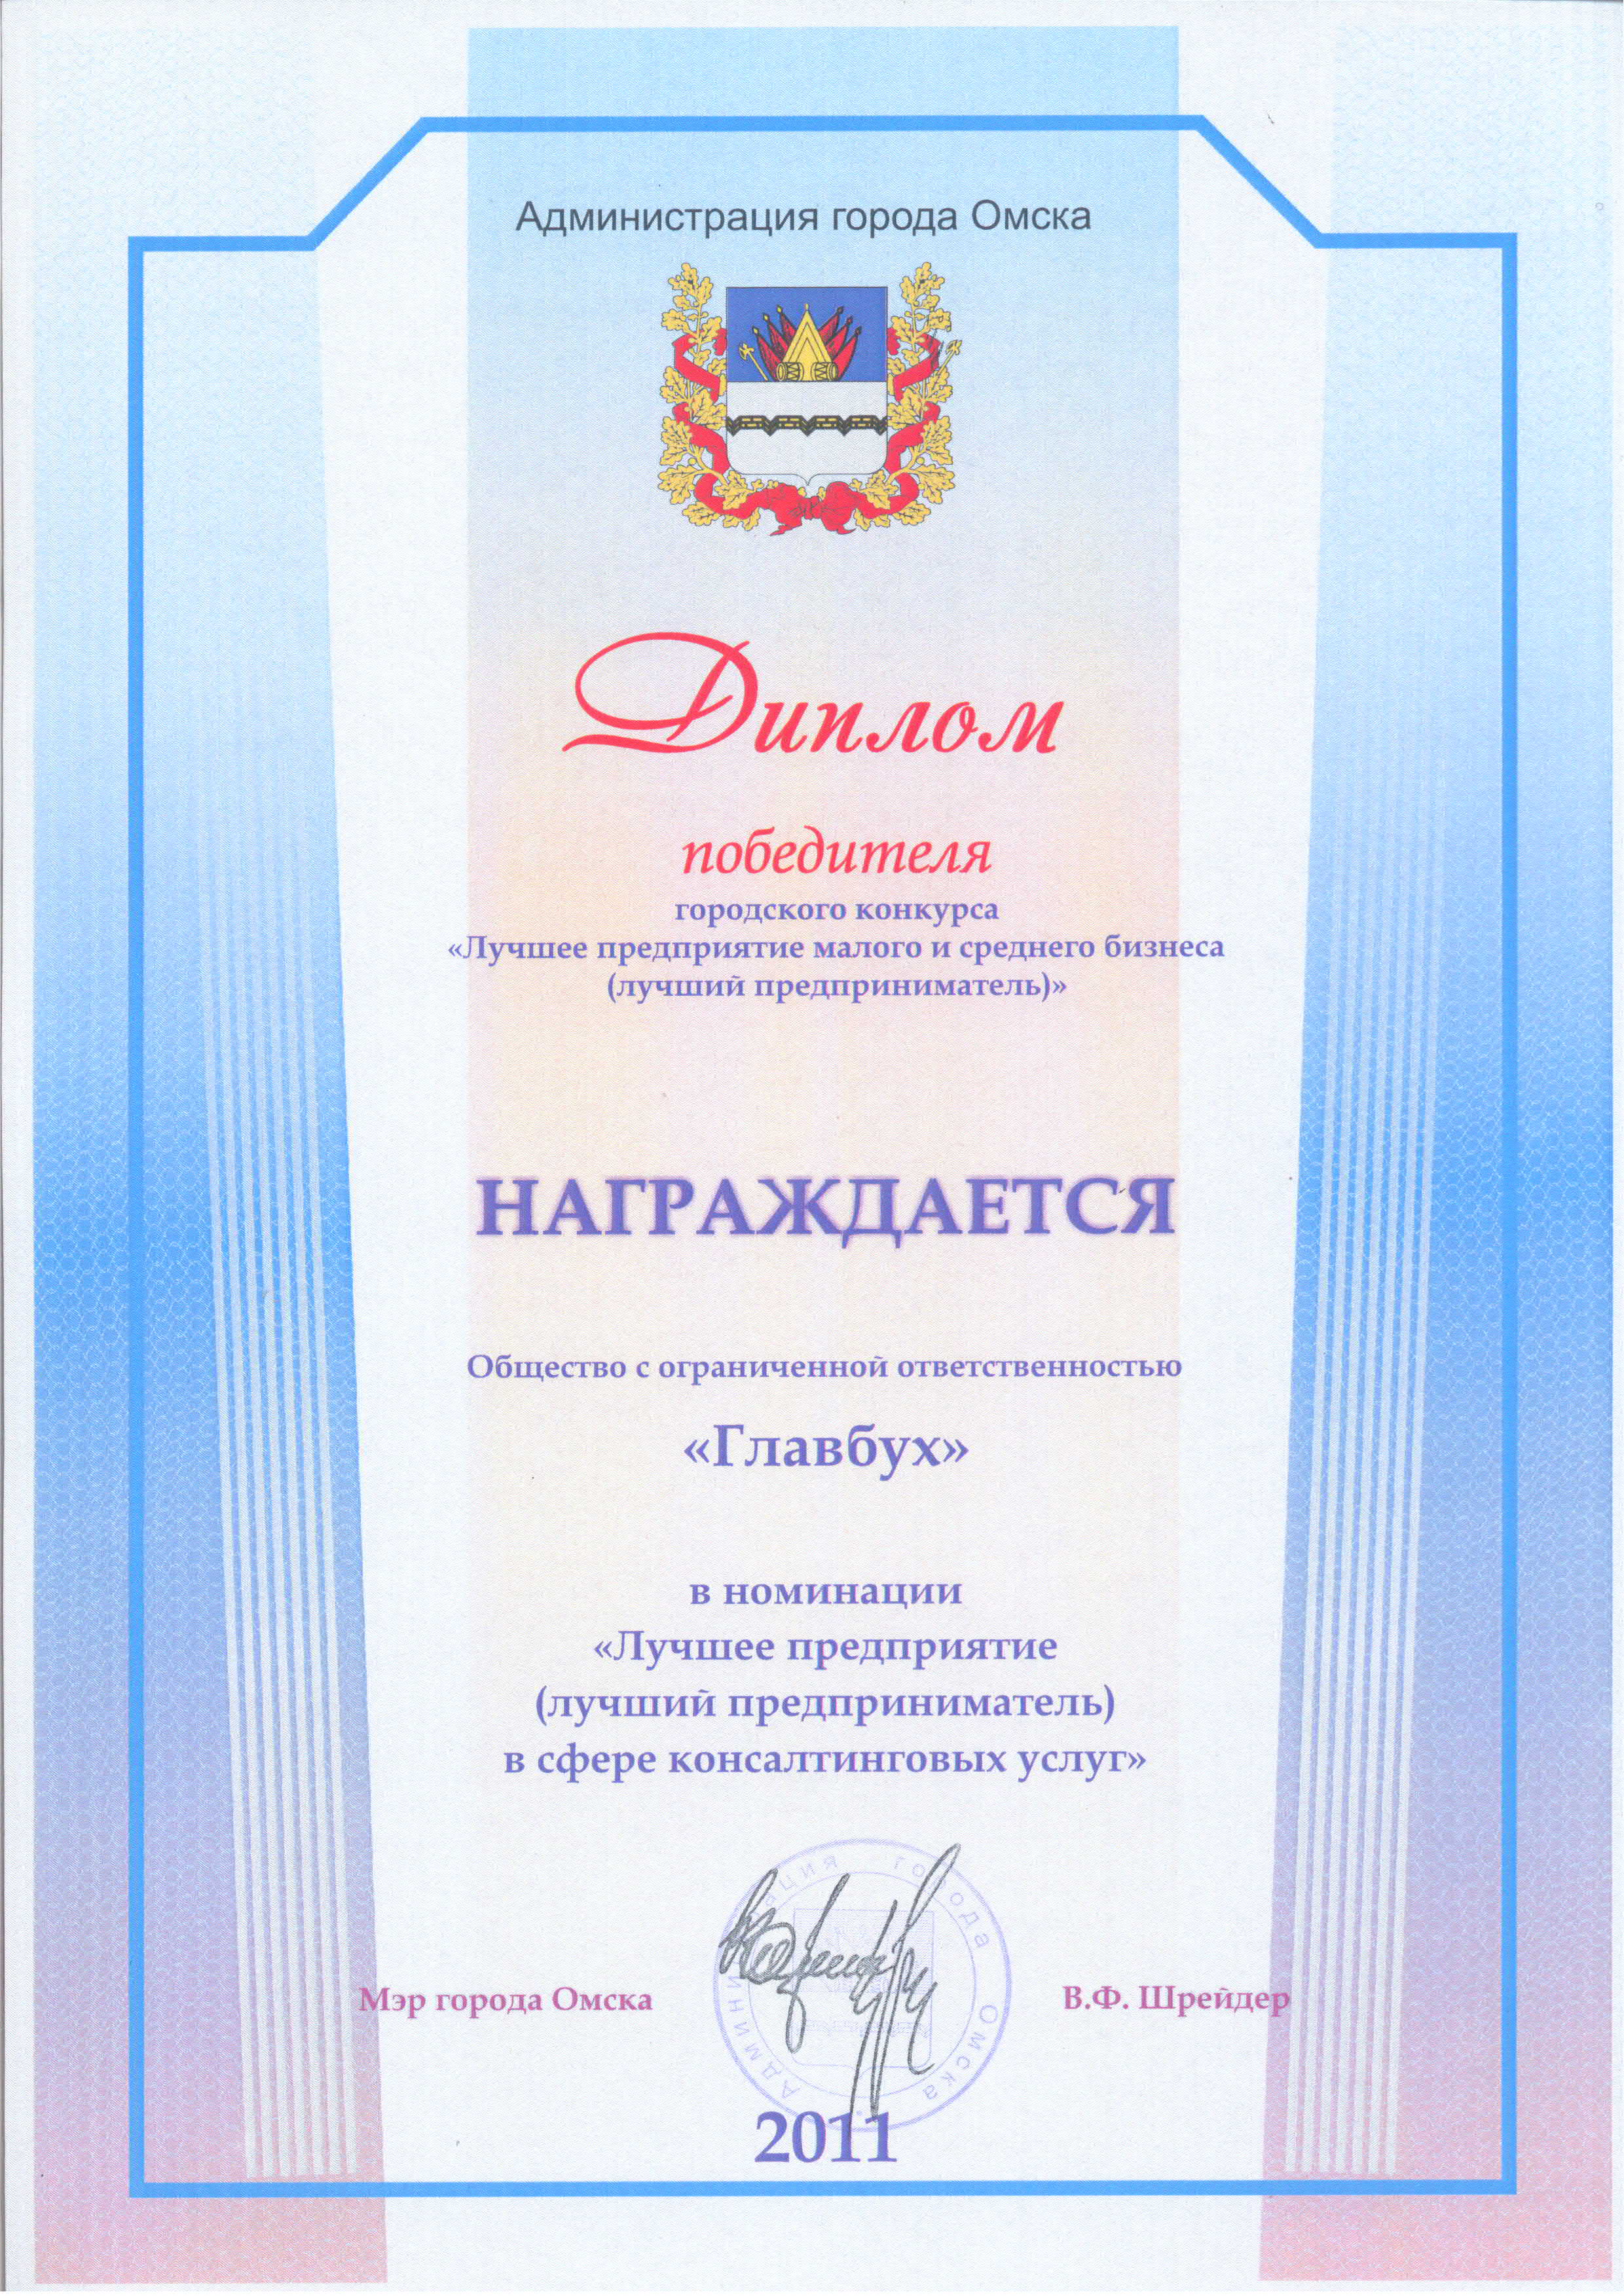 Администрация города Омска
Диплом
победителя
городского конкурса
«Лучшее предприятие малого и среднего бизнеса
(лучший предприниматель)»
НАГРАЖДАЕТСЯ
Общество с ограниченной ответственностью
«Главбух»
в номинации
«Лучшее предприятие
(лучший предприниматель)
в сфере консалтинговых услуг»
Администрация города Омска
Мэр города Омска
В.Ф. Шрейдер
2011